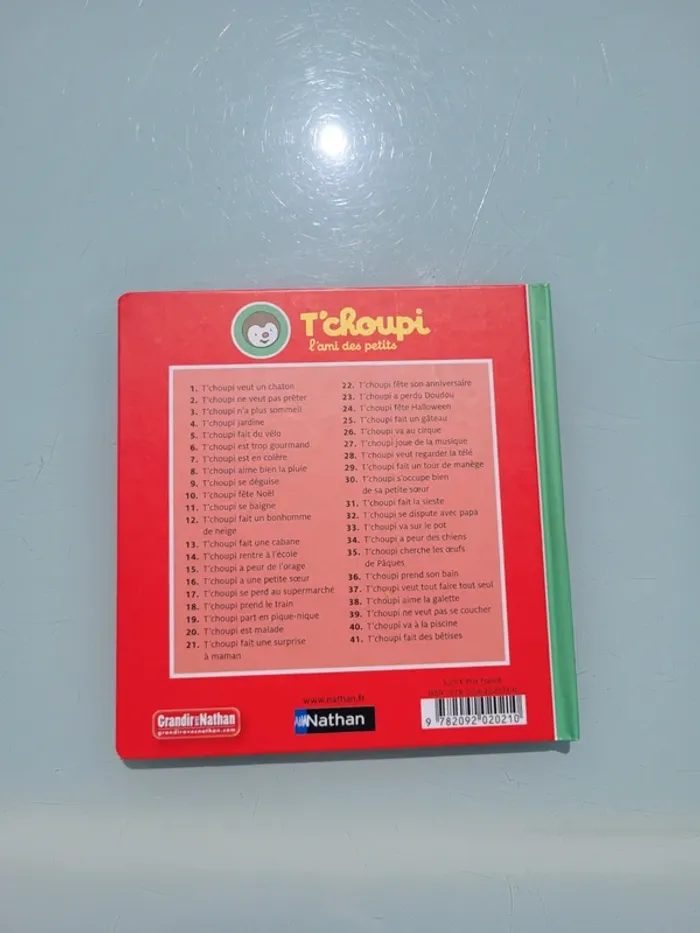 T'choupi
l'ami des petits
1. T'choupi veut un chaton
2. T'choupi ne veut pas prêter
3. T'choupi n'a plus sommeil
4. T'choupi jardine
5. T'choupi fait du vélo
6. T'choupi est trop gourmand
7. T'choupi est en colère
8. T'choupi aime bien la pluie
9. T'choupi se déguise
10. T'choupi fête Noël
11. T'choupi se baigne
12. T'choupi fait un bonhomme
de neige
13. T'choupi fait une cabane
14. T'choupi rentre à l'école
15. T'choupi a peur de l'orage
16. T'choupi a une petite sœur
17. T'choupi se perd au supermarché
18. T'choupi prend le train
19. T'choupi part en pique-nique
20. T'choupi est malade
21. T'choupi fait une surprise
à maman
22. T'choupi fête son anniversaire
23. T'choupi a perdu Doudou
24. T'choupi fête Halloween
25. T'choupi fait un gâteau
26. T'choupi va au cirque
27. T'choupi joue de la musique
28. T'choupi veut regarder la télé
29. T'choupi fait un tour de manège
30. T'choupi s'occupe bien
de sa petite sœur
31. T'choupi fait la sieste
32. T'choupi se dispute avec papa
33. T'choupi va sur le pot
34. T'choupi a peur des chiens
35. T'choupi cherche les œufs
de Pâques
36. T'choupi prend son bain
37. T'choupi veut tout faire tout seul
38. T'choupi aime la galette
39. T'choupi ne veut pas se coucher
40. T'choupi va à la piscine
41. T'choupi fait des bêtises
Grandir avec Nathan
grandiravecnathan.com
www.nathan.fr
Nathan
9 782092 020210